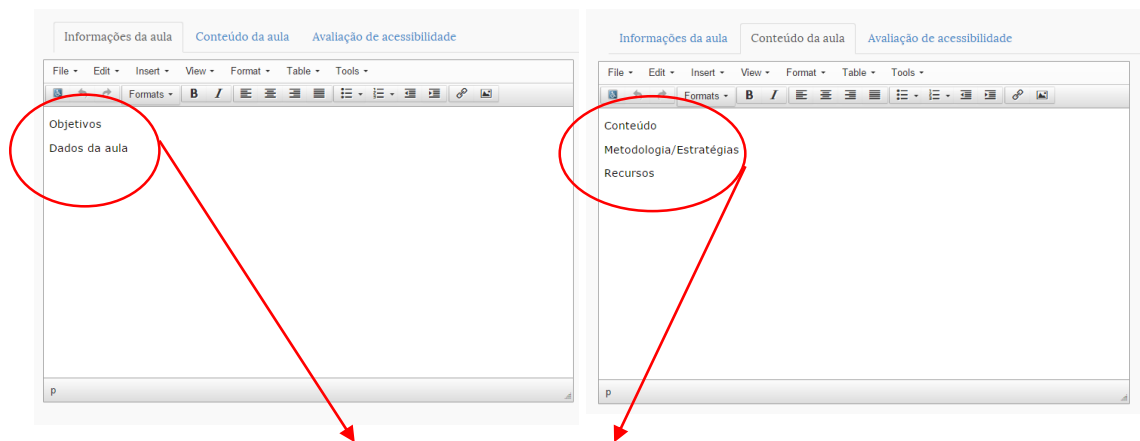 Informações da aula Conteúdo da aula Avaliação de acessibilidade
File Edit Insert View Format Table Tools
Formats B I
Objetivos
Dados da aula
p
Informações da aula Conteúdo da aula Avaliação de acessibilidade
File Edit Insert View Format Table Tools
Formats B I
Conteúdo
Metodologia/Estratégias
Recursos
p